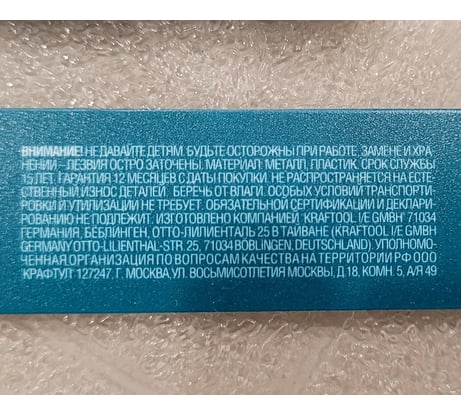 ВНИМАНИЕ! НЕ ДАВАЙТЕ ДЕТЯМ. БУДЬТЕ ОСТОРОЖНЫ ПРИ РАБОТЕ, ЗАМЕНЕ И ХРА-
НЕНИИ – ЛЕЗВИЯ ОСТРО ЗАТОЧЕНЫ. МАТЕРИАЛ: МЕТАЛЛ, ПЛАСТИК. СРОК СЛУЖБЫ
15 ЛЕТ. ГАРАНТИЯ 12 МЕСЯЦЕВ С ДАТЫ ПОКУПКИ. НЕ РАСПРОСТРАНЯЕТСЯ НА ЕСТЕ-
СТВЕННЫЙ ИЗНОС ДЕТАЛЕЙ. БЕРЕЧЬ ОТ ВЛАГИ. ОСОБЫХ УСЛОВИЙ ТРАНСПОРТИ-
РОВКИ И УТИЛИЗАЦИИ НЕ ТРЕБУЕТ. ОБЯЗАТЕЛЬНОЙ СЕРТИФИКАЦИИ И ДЕКЛАРИ-
РОВАНИЮ НЕ ПОДЛЕЖИТ. ИЗГОТОВЛЕНО КОМПАНИЕЙ: KRAFTOOL I/E GMBH 71034
ГЕРМАНИЯ, БЁБЛИНГЕН, ОТТО-ЛИЛИЕНТАЛЬ 25 В ТАЙВАНЕ (KRAFTOOL I/E GMBH
GERMANY OTTO-LILIENTHAL-STR. 25, 71034 BÖBLINGEN, DEUTSCHLAND). УПОЛНОМО-
ЧЕННАЯ ОРГАНИЗАЦИЯ ПО ВОПРОСАМ КАЧЕСТВА НА ТЕРРИТОРИИ РФ ООО
КРАФТУЛ 127247, Г. МОСКВА, УЛ. ВОСЬМИСОТЛЕТИЯ МОСКВЫ, Д.18, КОМН. 5, А/Я 49